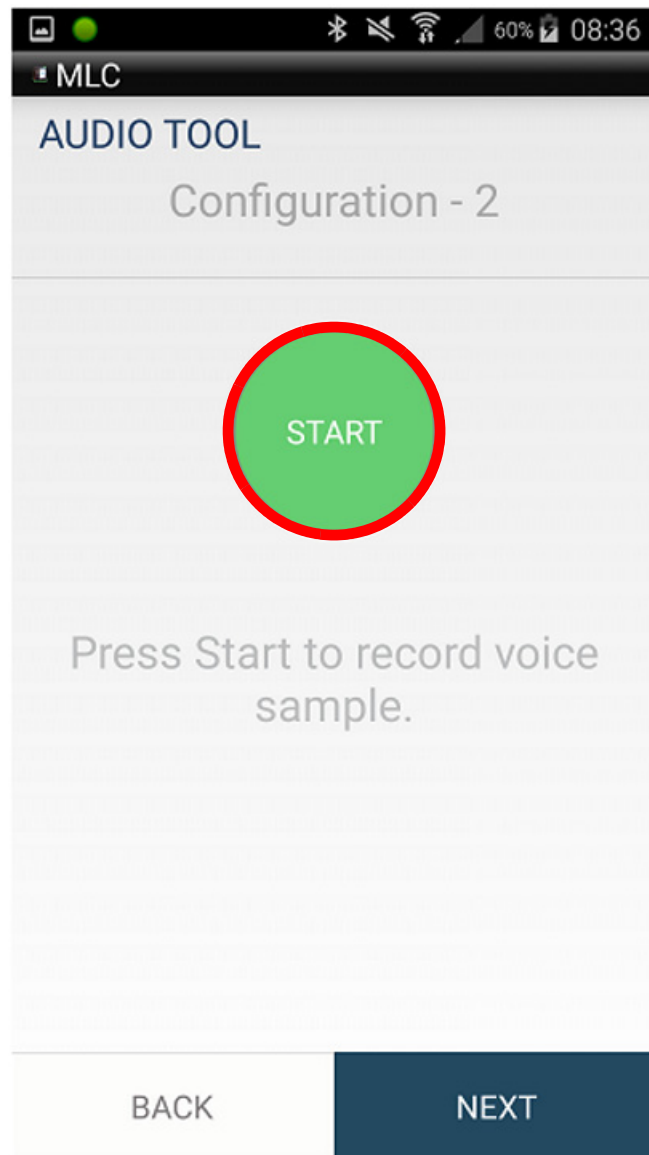 60% 08:36
MLC
AUDIO TOOL
Configuration - 2
START
Press Start to record voice
sample.
BACK NEXT